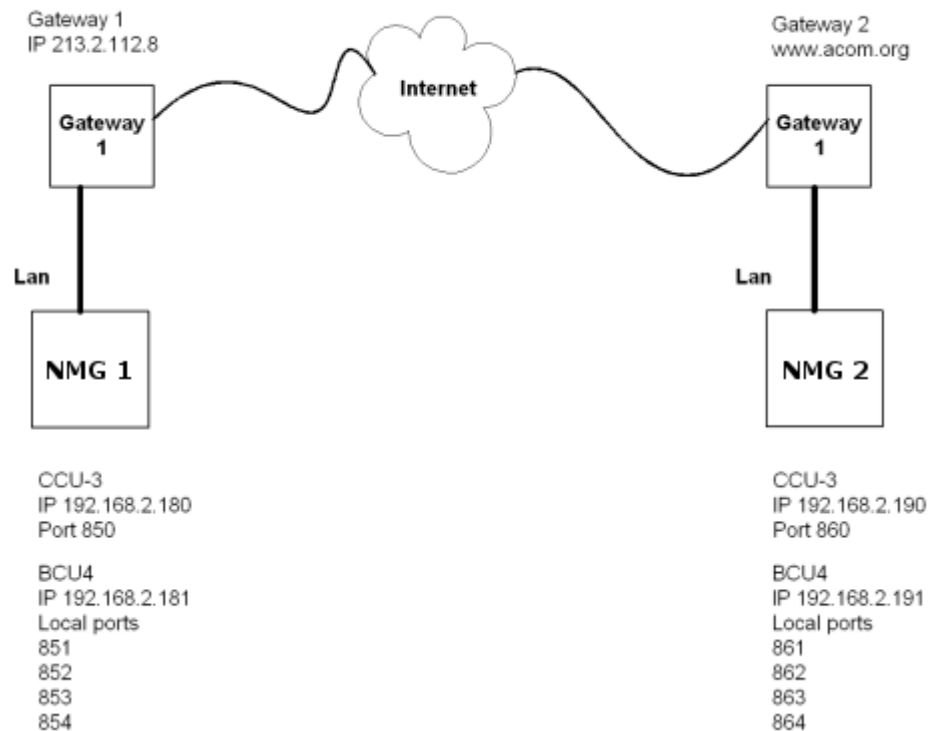 Gateway 1
IP 213.2.112.8
Gateway
1
Internet
Gateway 2
www.acom.org
Gateway
1
Lan
NMG 1
Lan
NMG 2
CCU-3
IP 192.168.2.180
Port 850
BCU4
IP 192.168.2.181
Local ports
851
852
853
854
CCU-3
IP 192.168.2.190
Port 860
BCU4
IP 192.168.2.191
Local ports
861
862
863
864